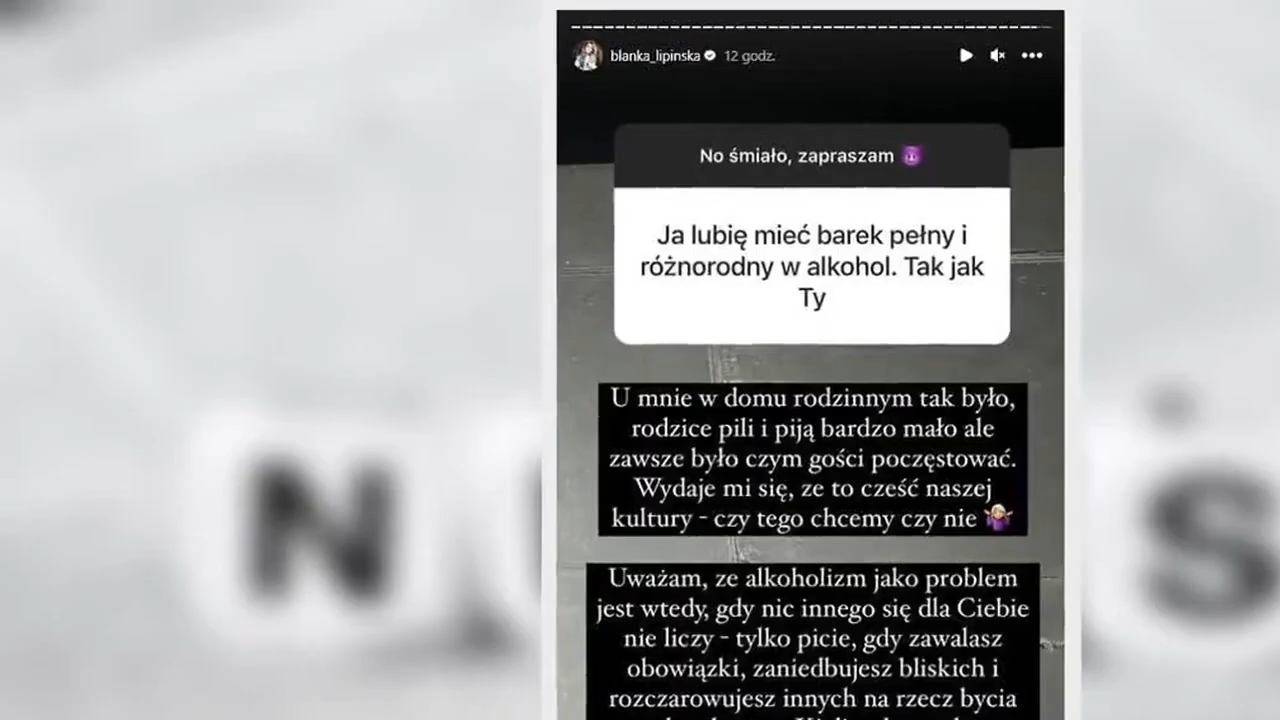 blanka_lipinska 12 godz.
No śmiało, zapraszam 😈
Ja lubię mieć barek pełny i
różnorodny w alkohol. Tak jak
Ty
U mnie w domu rodzinnym tak było,
rodzice pili i piją bardzo mało ale
zawsze było czym gości poczęstować.
Wydaje mi się, ze to cześć naszej
kultury - czy tego chcemy czy nie 🤷🏼‍♀️
Uważam, ze alkoholizm jako problem
jest wtedy, gdy nic innego się dla Ciebie
nie liczy - tylko picie, gdy zawalasz
obowiązki, zaniedbujesz bliskich i
rozczarowujesz innych na rzecz bycia
N
S